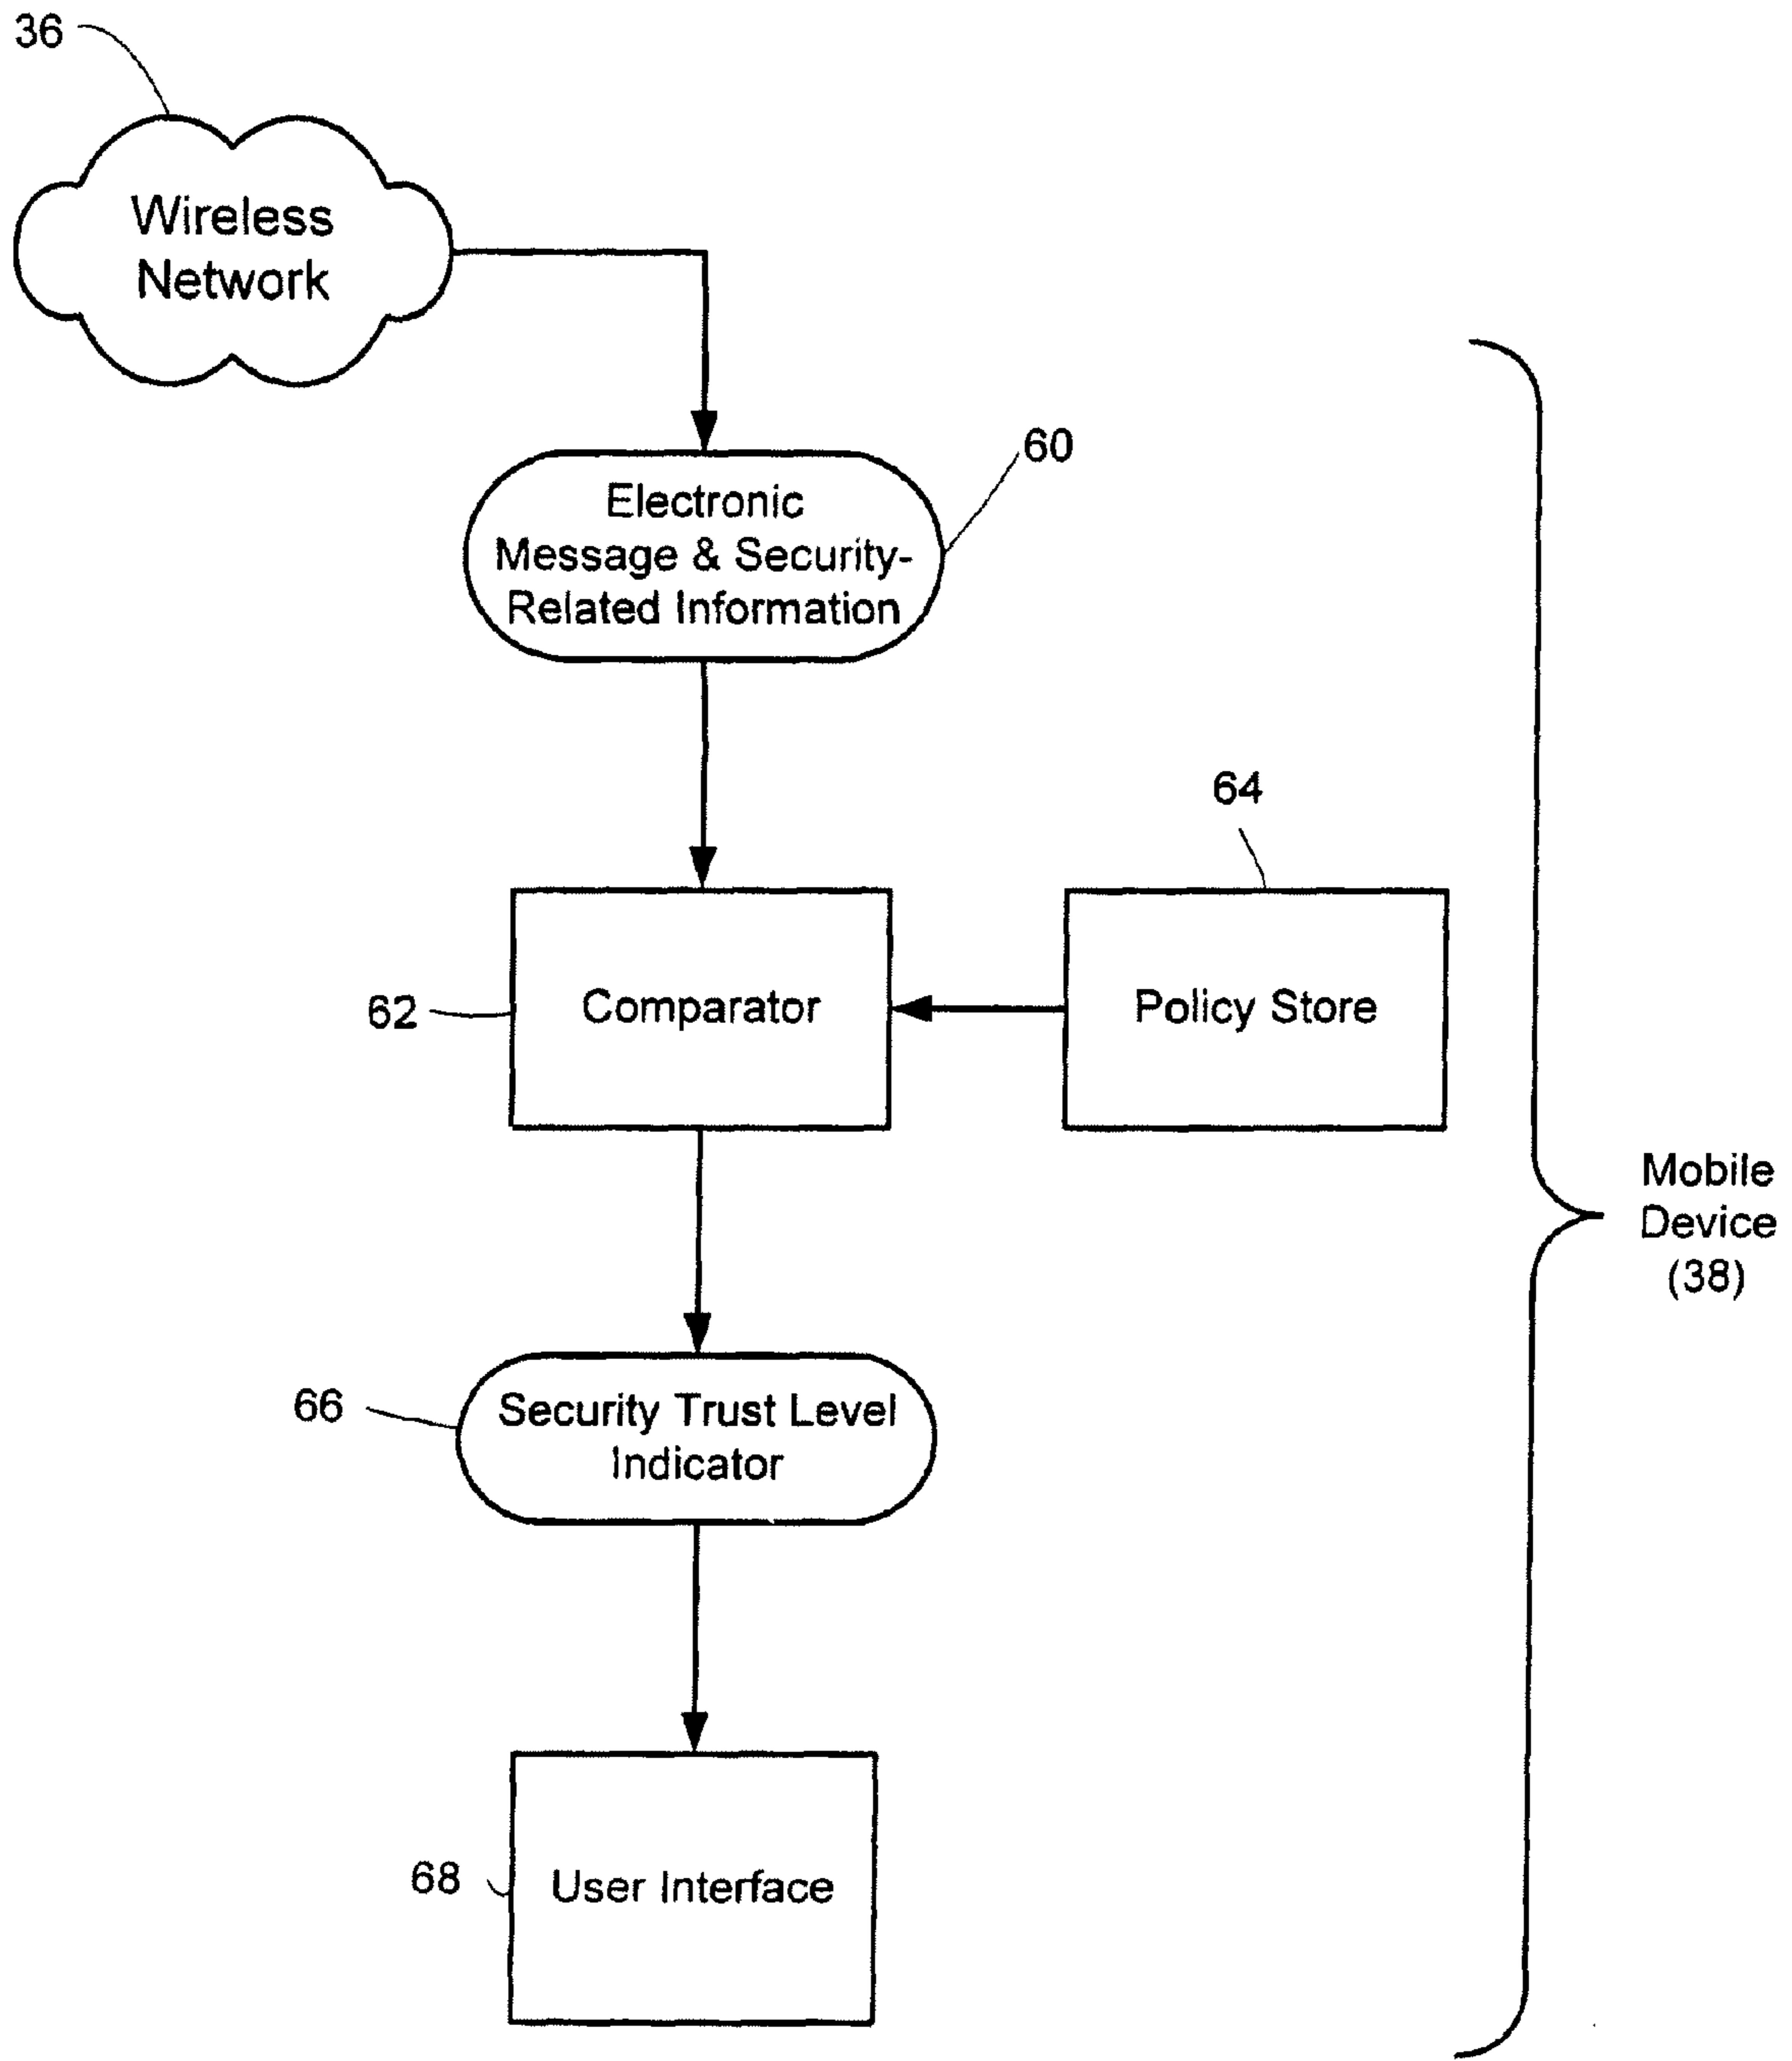 36
Wireless
Network
60
Electronic
Message & Security-
Related Information
64
62
Comparator
Policy Store
Mobile
Device
(38)
66
Security Trust Level
Indicator
68
User Interface